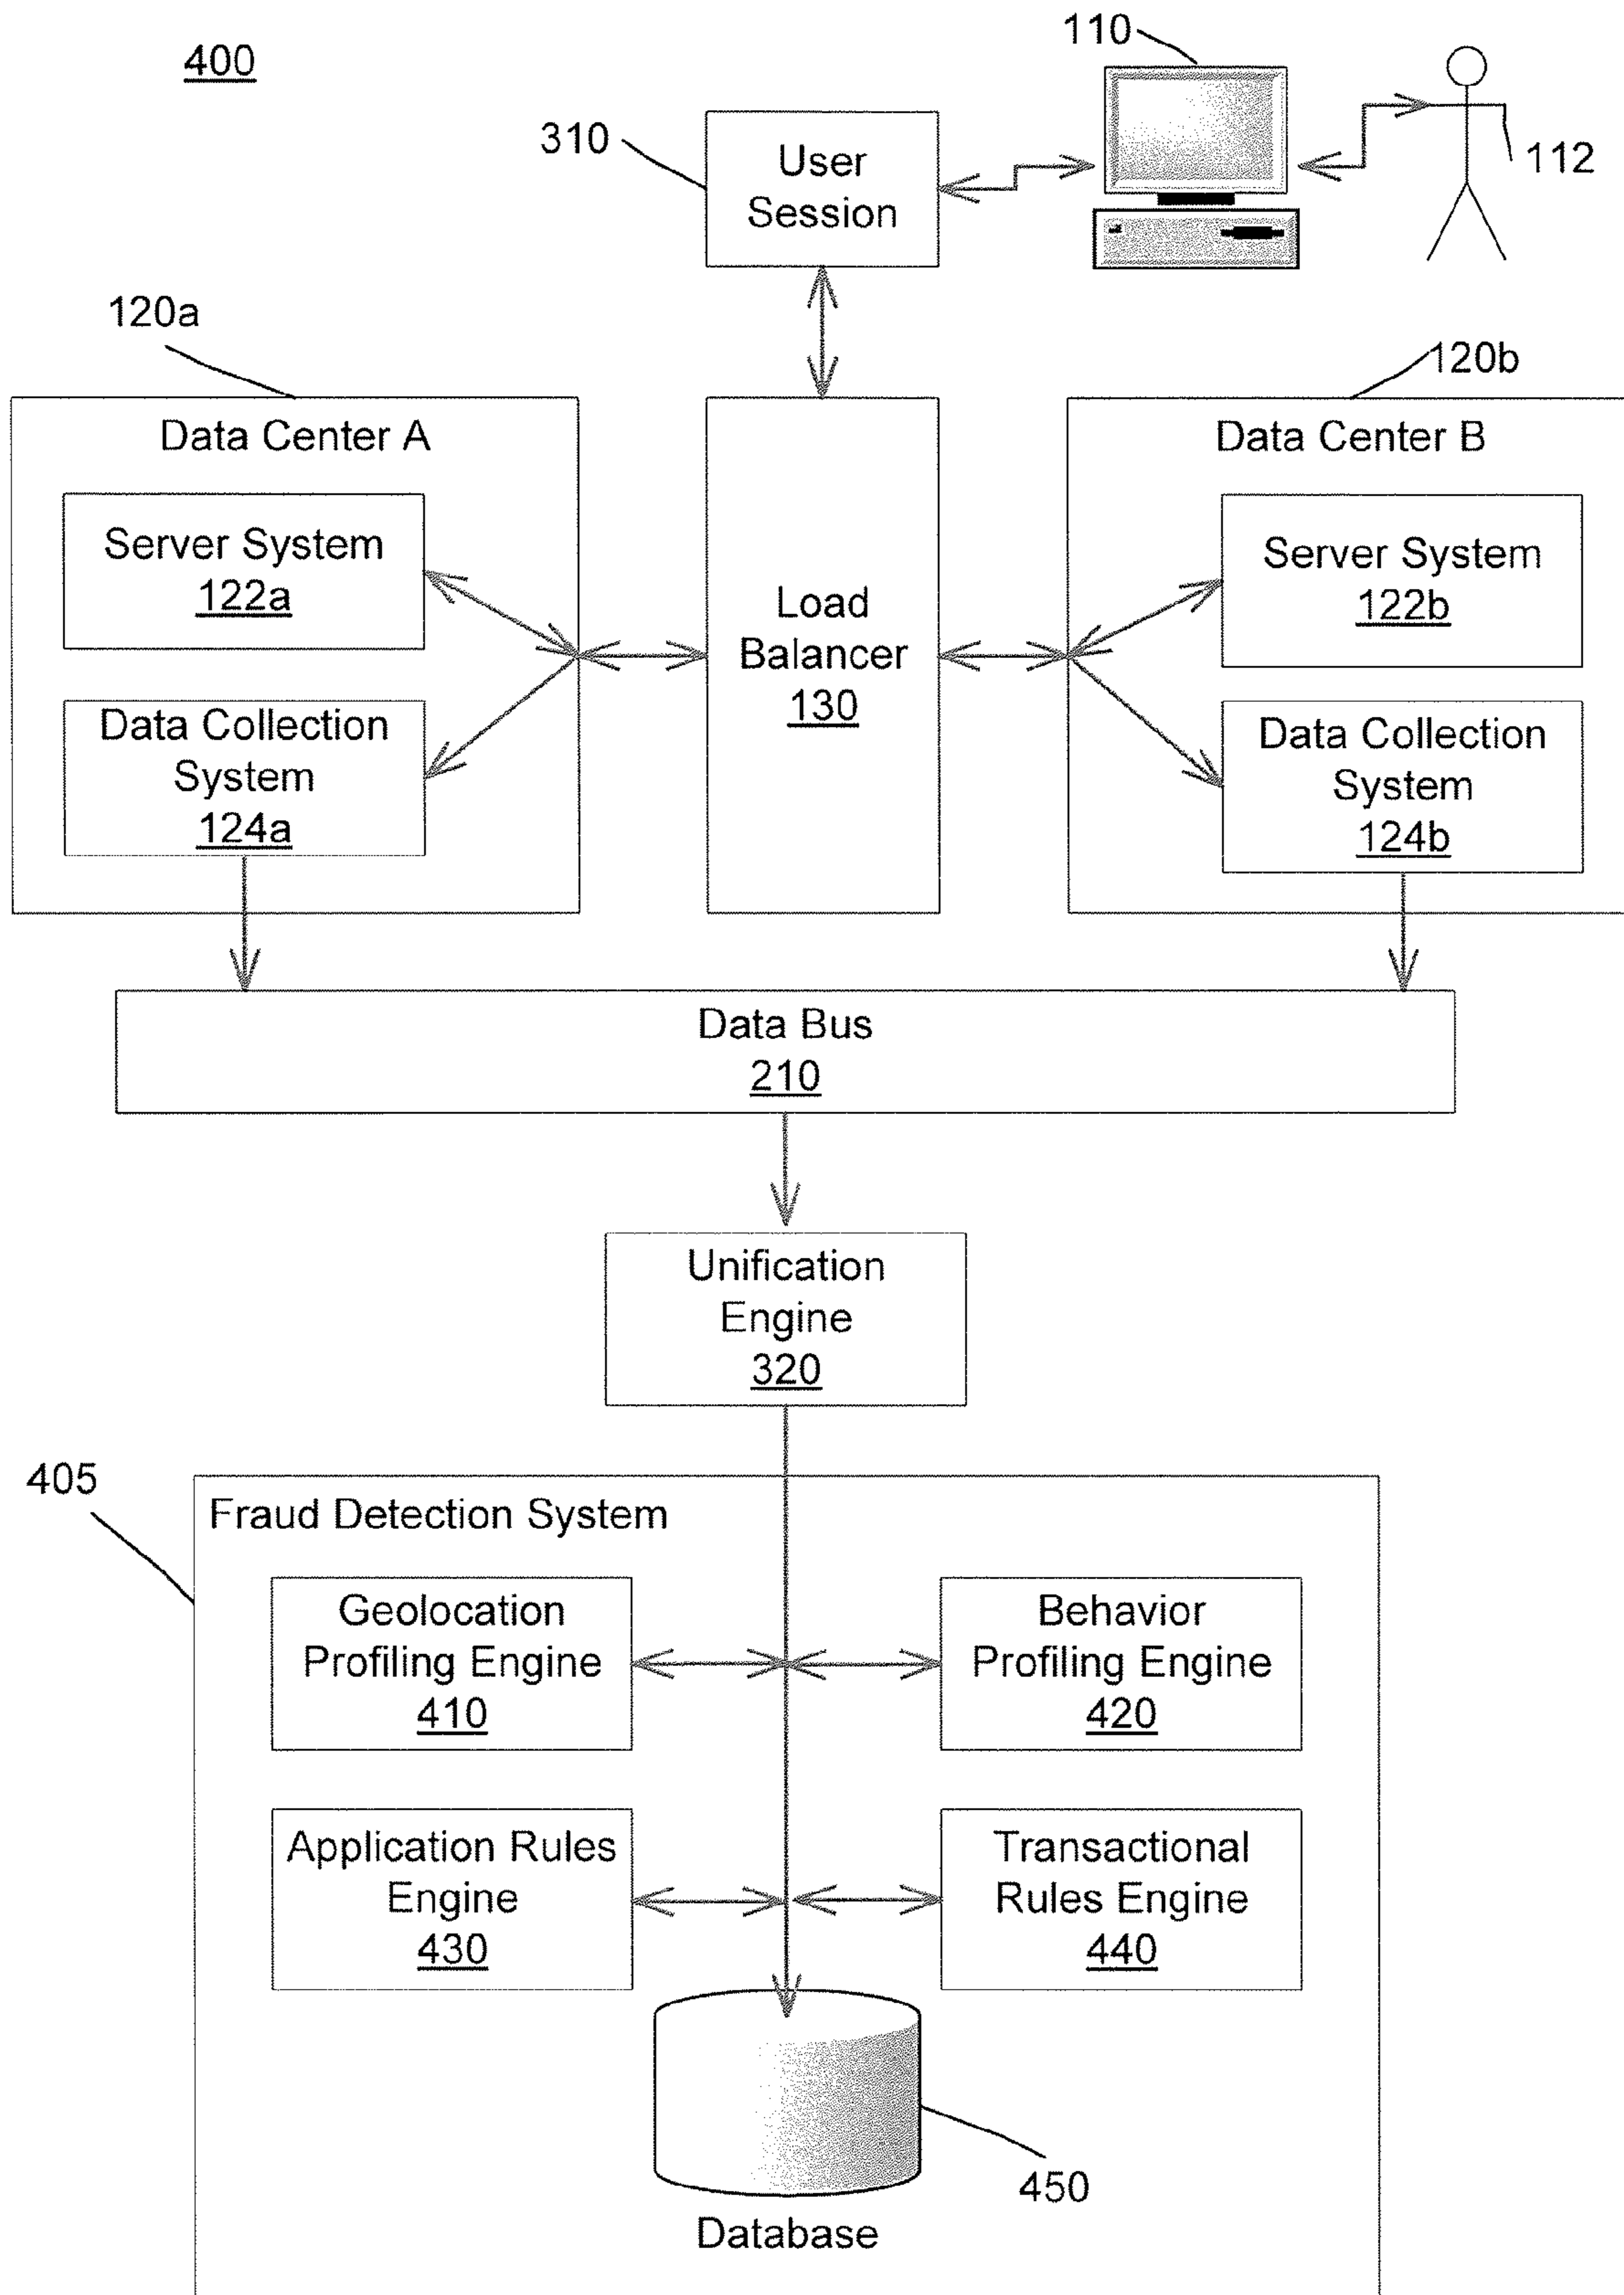 400
110
310
User
Session
112
120a
120b
Data Center A
Server System
122a
Data Collection
System
124a
Load
Balancer
130
Data Center B
Server System
122b
Data Collection
System
124b
Data Bus
210
Unification
Engine
320
405
Fraud Detection System
Geolocation
Profiling Engine
410
Behavior
Profiling Engine
420
Application Rules
Engine
430
Transactional
Rules Engine
440
450
Database